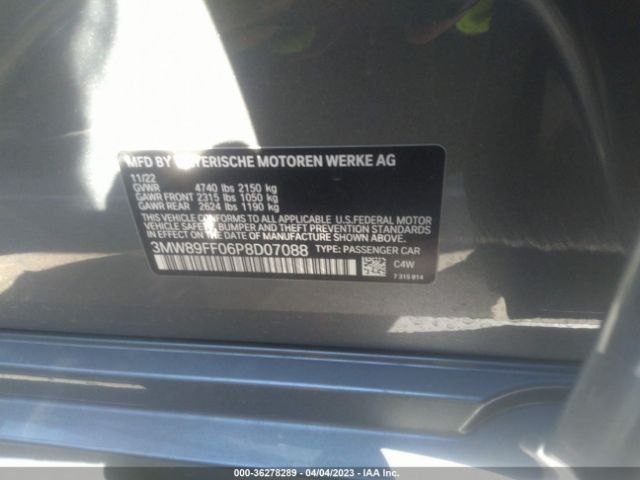 MFD BY BAYERISCHE MOTOREN WERKE AG
11/22
GVWR 4740 lbs 2150 kg
GAWR FRONT 2315 lbs 1050 kg
GAWR REAR 2624 lbs 1190 kg
THIS VEHICLE CONFORMS TO ALL APPLICABLE U.S.FEDERAL MOTOR
VEHICLE SAFETY, BUMPER AND THEFT PREVENTION STANDARDS
IN EFFECT ON THE DATE OF MANUFACTURE SHOWN ABOVE.
3MW89FF06P8D07088 TYPE: PASSENGER CAR
C4W
7 315 914
000-36278289 - 04/04/2023 - IAA Inc.